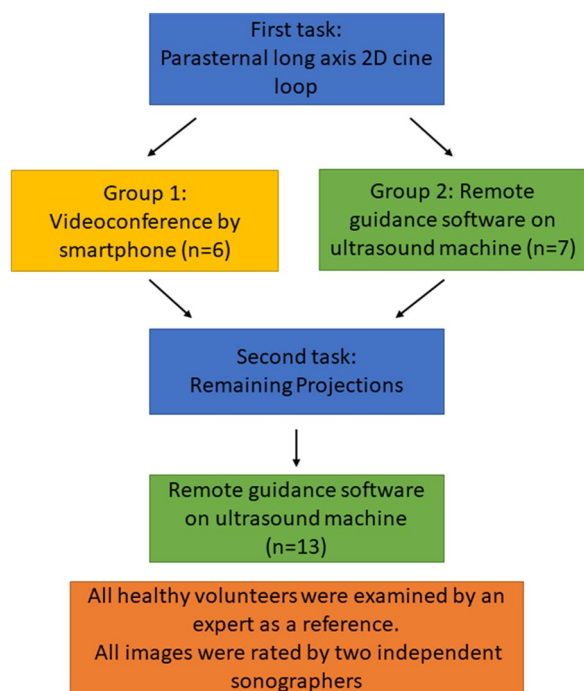 First task:
Parasternal long axis 2D cine
loop
Group 1:
Videoconference by
smartphone (n=6)
Group 2: Remote
guidance software on
ultrasound machine (n=7)
Second task:
Remaining Projections
Remote guidance software
on ultrasound machine
(n=13)
All healthy volunteers were examined by an
expert as a reference.
All images were rated by two independent
sonographers